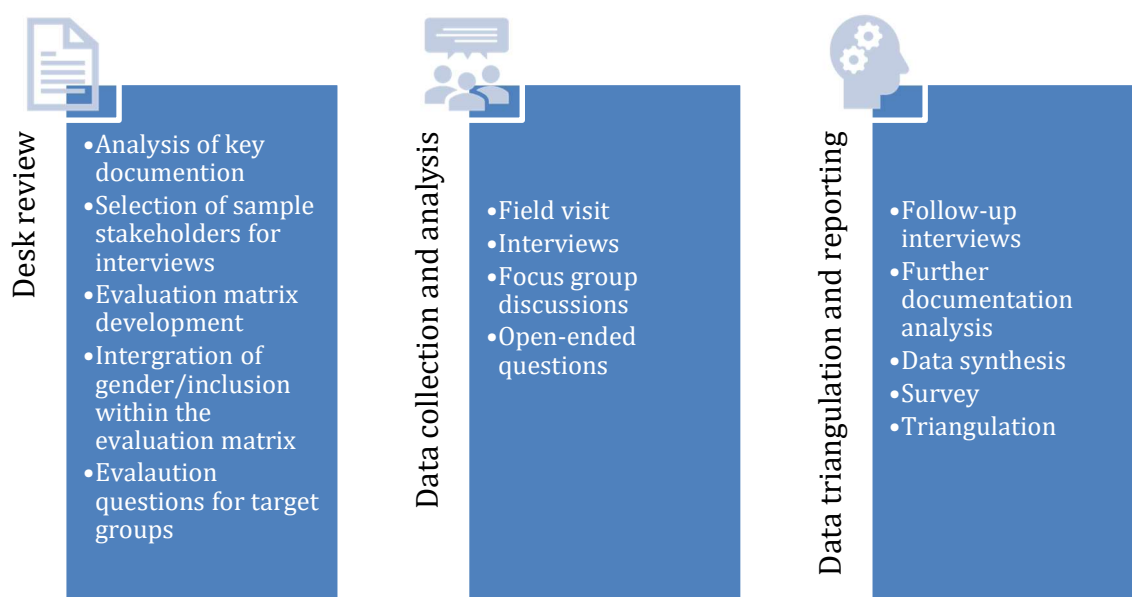 Desk review
•Analysis of key
documention
•Selection of sample
stakeholders for
interviews
•Evaluation matrix
development
•Intergration of
gender/inclusion
within the
evaluation matrix
•Evalaution
questions for target
groups
Data collection and analysis
•Field visit
•Interviews
•Focus group
discussions
•Open-ended
questions
Data triangulation and reporting
•Follow-up
interviews
•Further
documentation
analysis
•Data synthesis
•Survey
•Triangulation